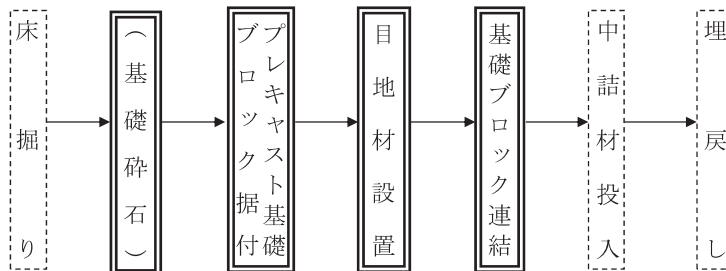 床掘り
（基礎砕石）
プレキャスト基礎
ブロック据付
目地材設置
基礎ブロック連結
中詰材投入
埋戻し